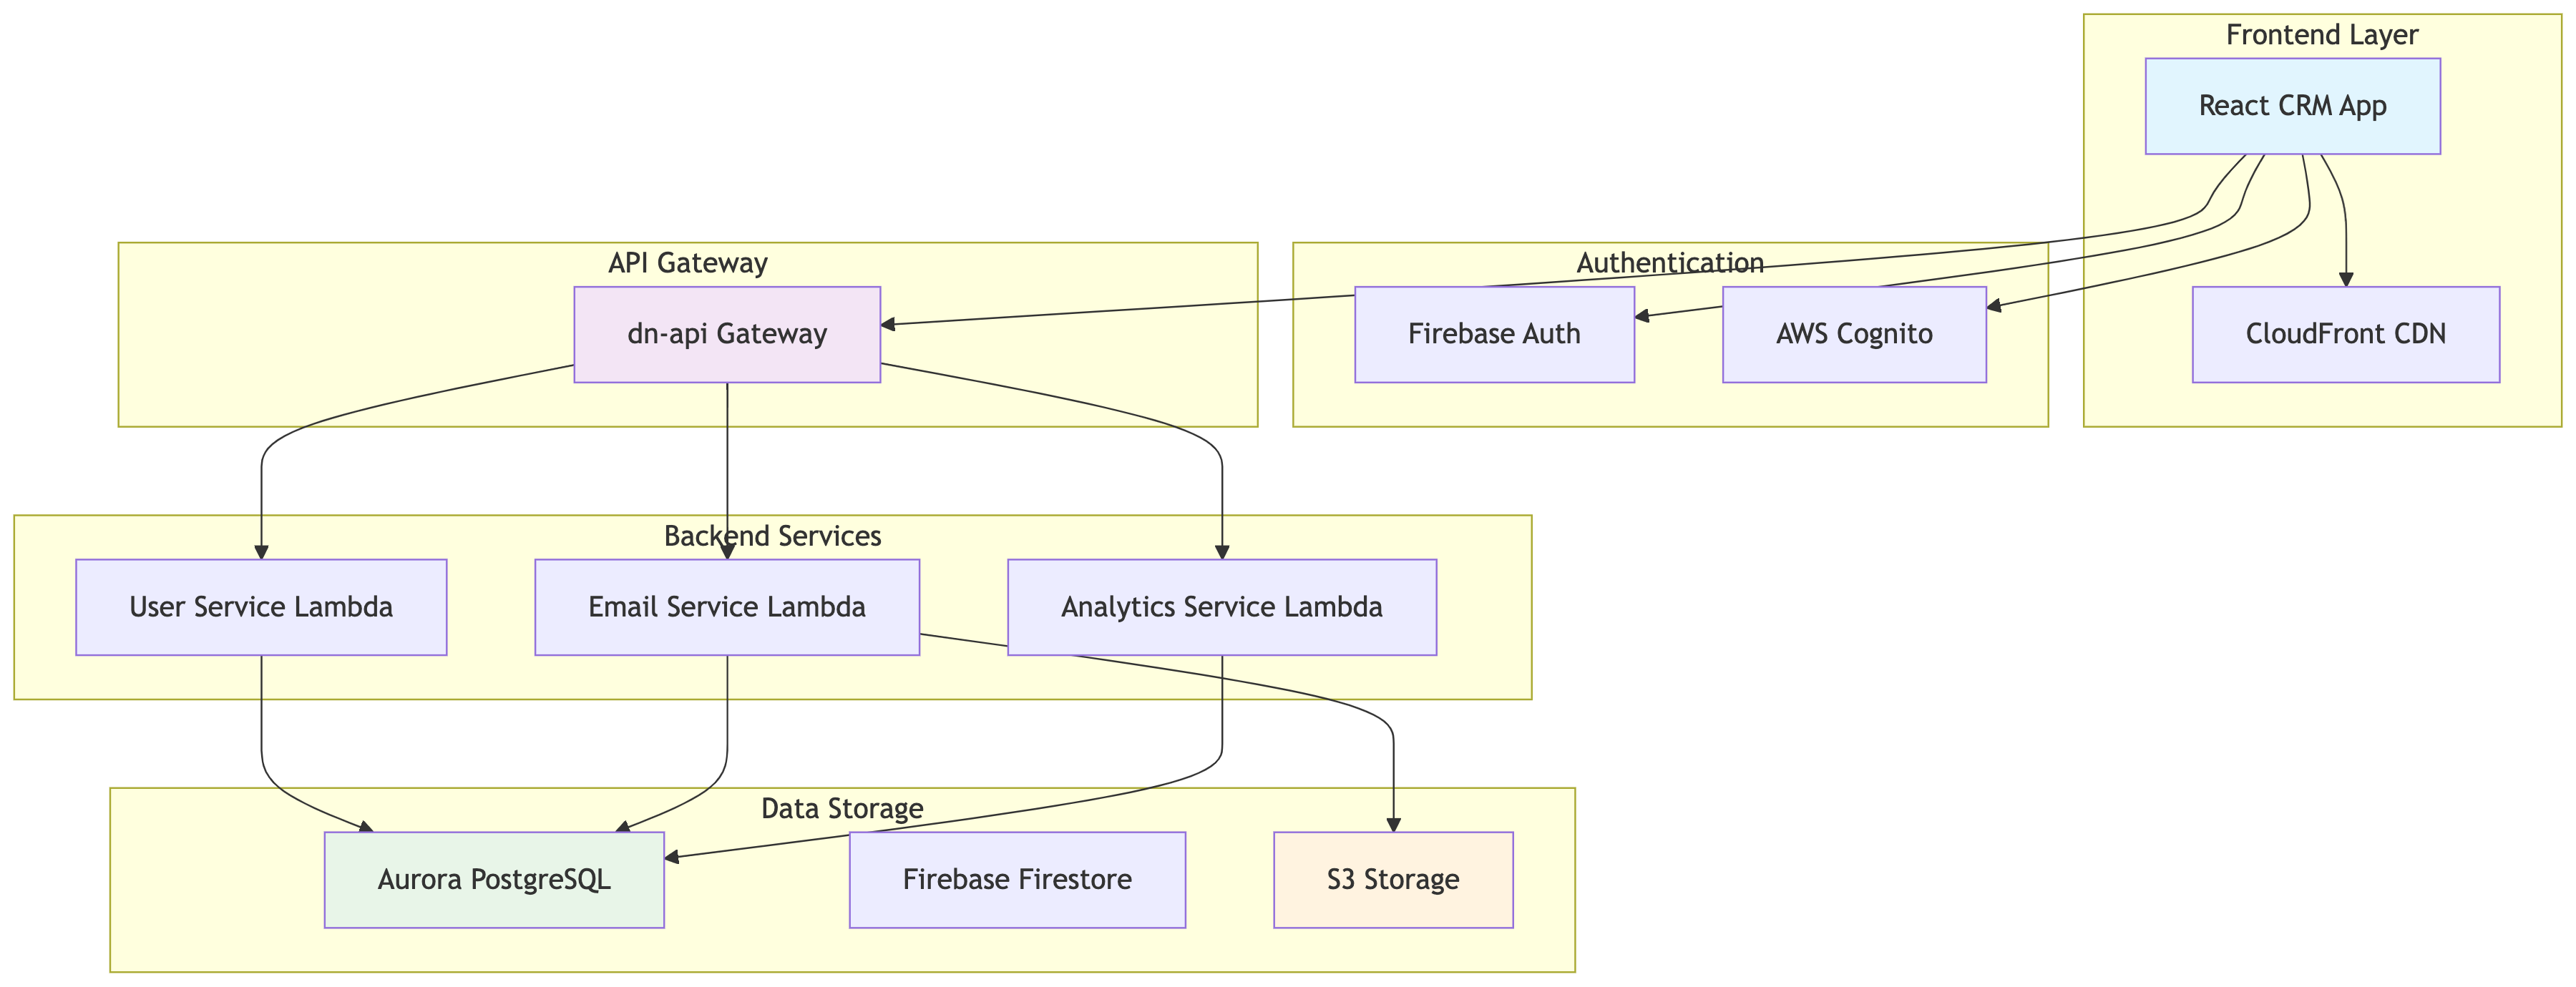 Frontend Layer
React CRM App
API Gateway
Authentication
dn-api Gateway
Firebase Auth
AWS Cognito
CloudFront CDN
Backend Services
User Service Lambda
Email Service Lambda
Analytics Service Lambda
Data Storage
Aurora PostgreSQL
Firebase Firestore
S3 Storage